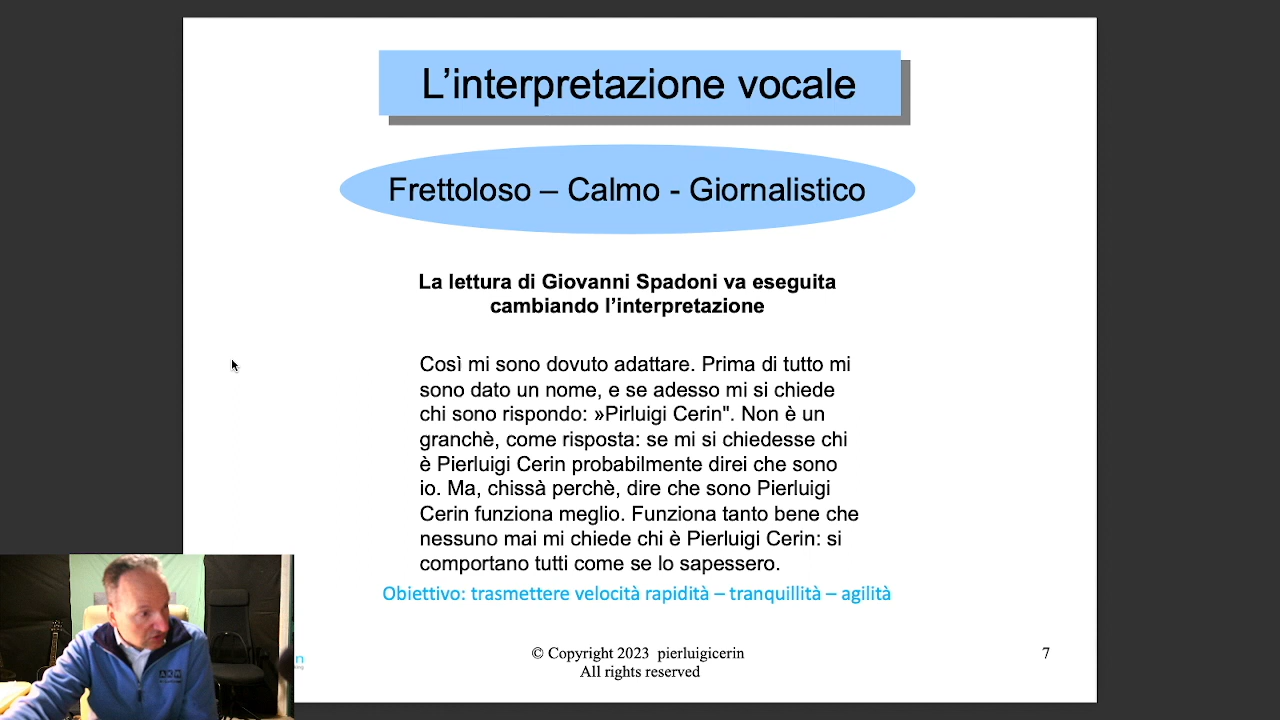 L'interpretazione vocale
Frettoloso – Calmo - Giornalistico
La lettura di Giovanni Spadoni va eseguita
cambiando l'interpretazione
Così mi sono dovuto adattare. Prima di tutto mi
sono dato un nome, e se adesso mi si chiede
chi sono rispondo: »Pirluigi Cerin". Non è un
granchè, come risposta: se mi si chiedesse chi
è Pierluigi Cerin probabilmente direi che sono
io. Ma, chissà perchè, dire che sono Pierluigi
Cerin funziona meglio. Funziona tanto bene che
nessuno mai mi chiede chi è Pierluigi Cerin: si
comportano tutti come se lo sapessero.
Obiettivo: trasmettere velocità rapidità – tranquillità – agilità
© Copyright 2023 pierluigicerin
All rights reserved
7